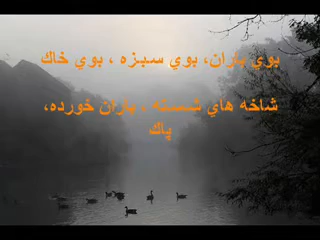 بوي باران، بوي سبزه ، بوي خاك
شاخه هاي شسته ، باران خورده،
پاك